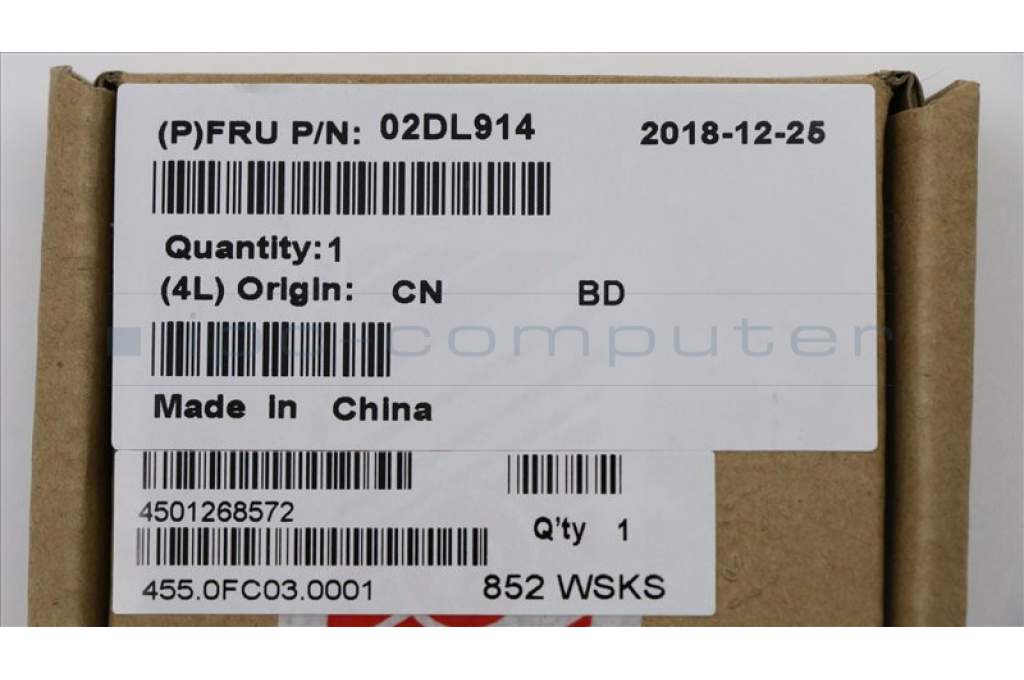 (P)FRU P/N: 02DL914 2018-12-25
Quantity:1
(4L) Origin: CN BD
ipc-computer
Made in China
4501268572
Q'ty 1
455.0FC03.0001 852 WSKS